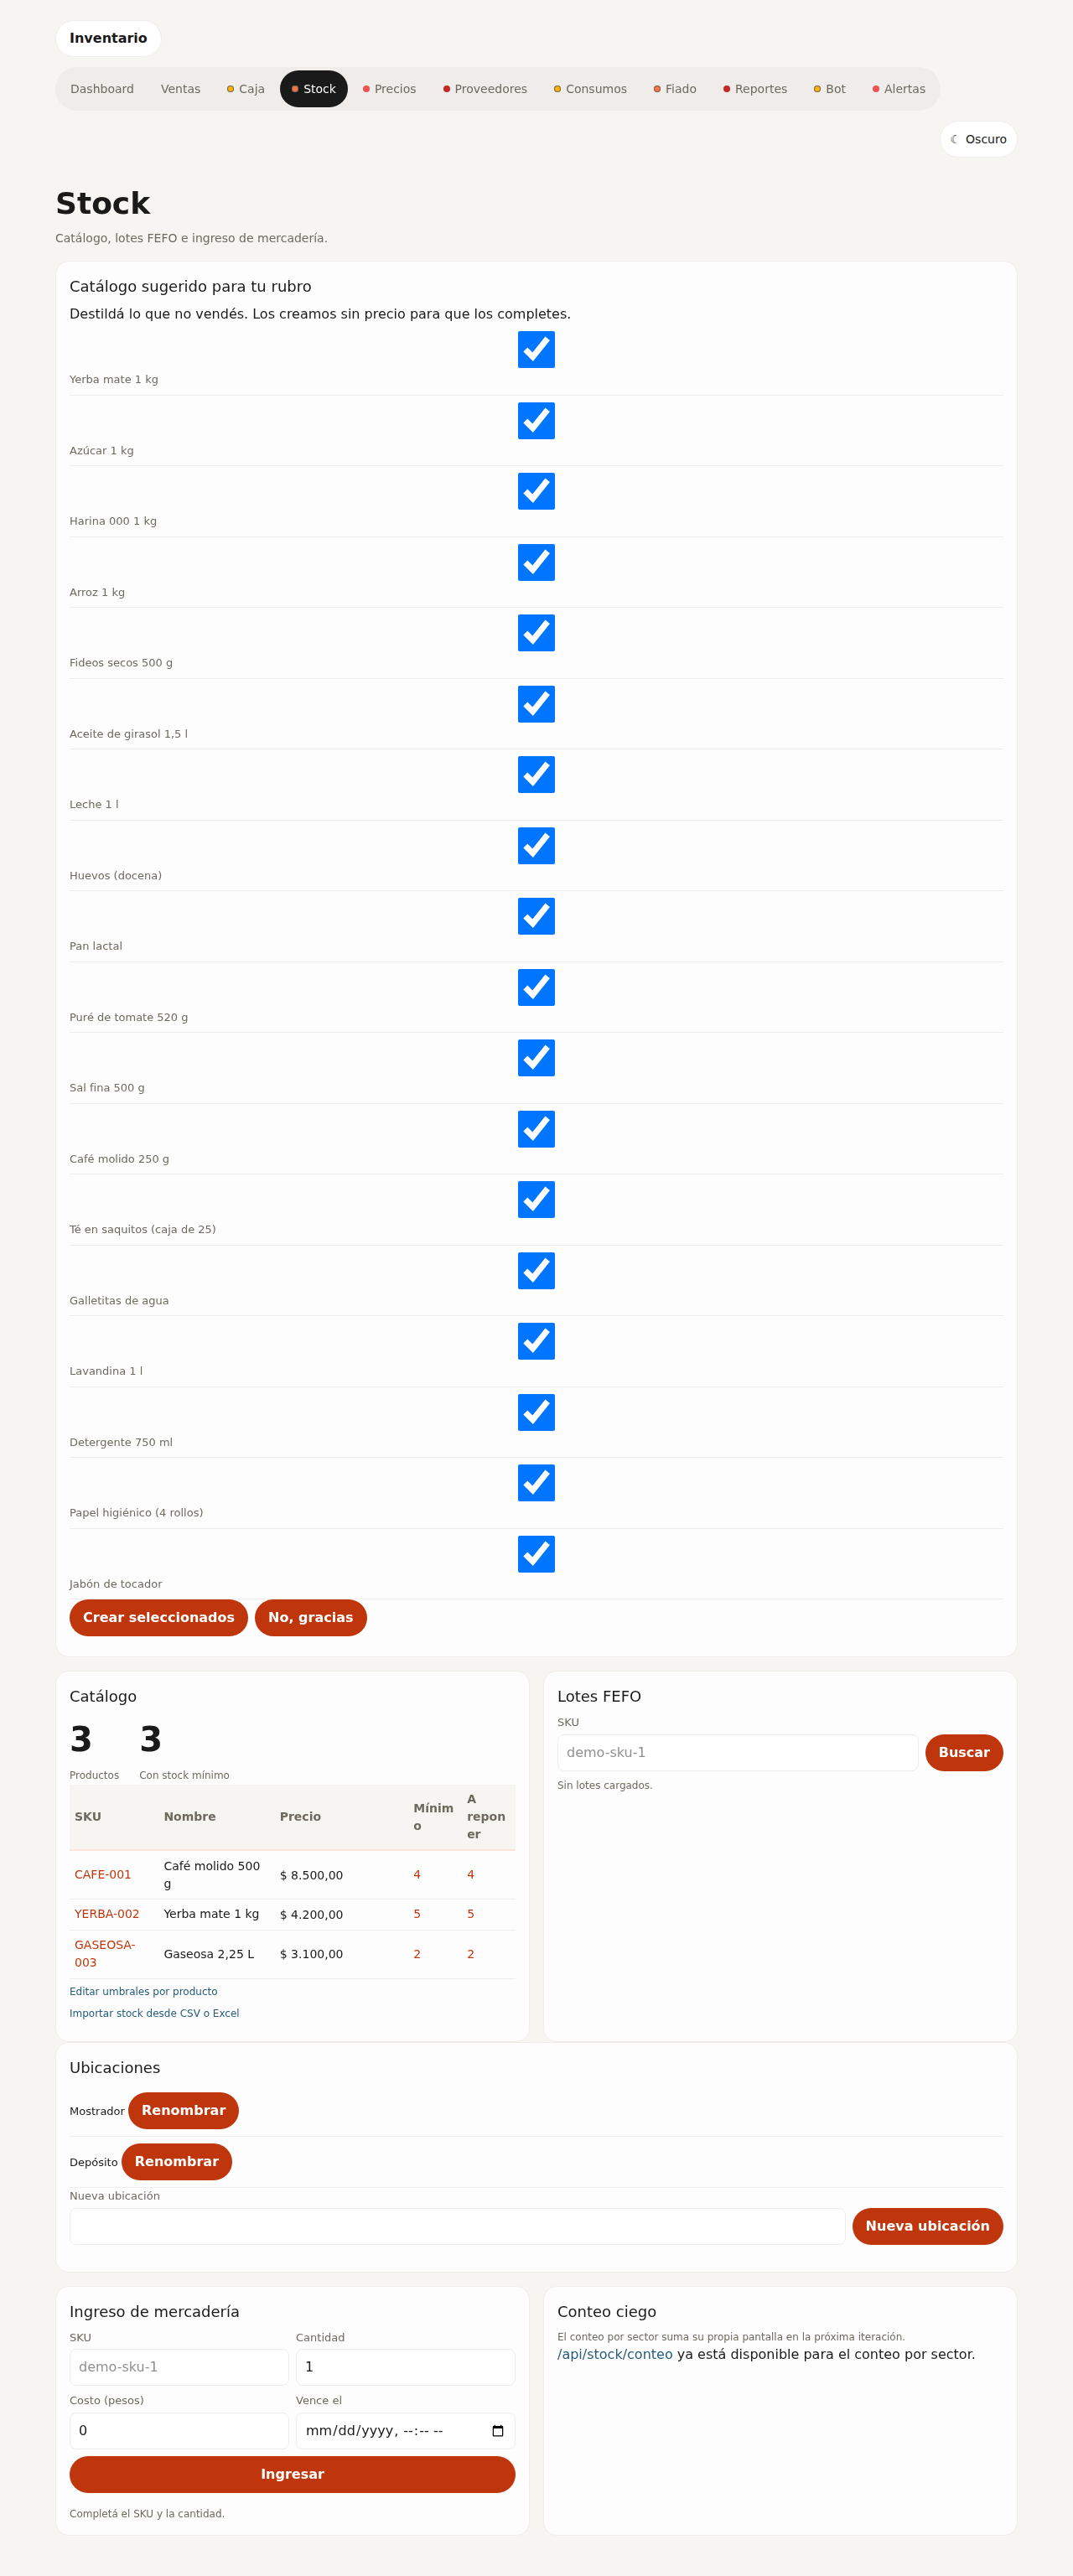 Inventario
Dashboard Ventas Caja Stock Precios Proveedores Consumos Fiado Reportes Bot Alertas
Oscuro
Stock
Catálogo, lotes FEFO e ingreso de mercadería.
Catálogo sugerido para tu rubro
Destildá lo que no vendés. Los creamos sin precio para que los completes.
Yerba mate 1 kg
Azúcar 1 kg
Harina 000 1 kg
Arroz 1 kg
Fideos secos 500 g
Aceite de girasol 1,5 l
Leche 1 l
Huevos (docena)
Pan lactal
Puré de tomate 520 g
Sal fina 500 g
Café molido 250 g
Té en saquitos (caja de 25)
Galletitas de agua
Lavandina 1 l
Detergente 750 ml
Papel higiénico (4 rollos)
Jabón de tocador
Crear seleccionados No, gracias
Catálogo
3 3
Productos Con stock mínimo
SKU Nombre Precio Mínim
o A
repon
er
CAFE-001 Café molido 500
g $ 8.500,00 4 4
YERBA-002 Yerba mate 1 kg $ 4.200,00 5 5
GASEOSA-
003 Gaseosa 2,25 L $ 3.100,00 2 2
Editar umbrales por producto
Importar stock desde CSV o Excel
Lotes FEFO
SKU
demo-sku-1 Buscar
Sin lotes cargados.
Ubicaciones
Mostrador Renombrar
Depósito Renombrar
Nueva ubicación
Nueva ubicación
Ingreso de mercadería
SKU Cantidad
demo-sku-1 1
Costo (pesos) Vence el
0 mm/dd/yyyy, --:-- --
Ingresar
Completá el SKU y la cantidad.
Conteo ciego
El conteo por sector suma su propia pantalla en la próxima iteración.
/api/stock/conteo ya está disponible para el conteo por sector.